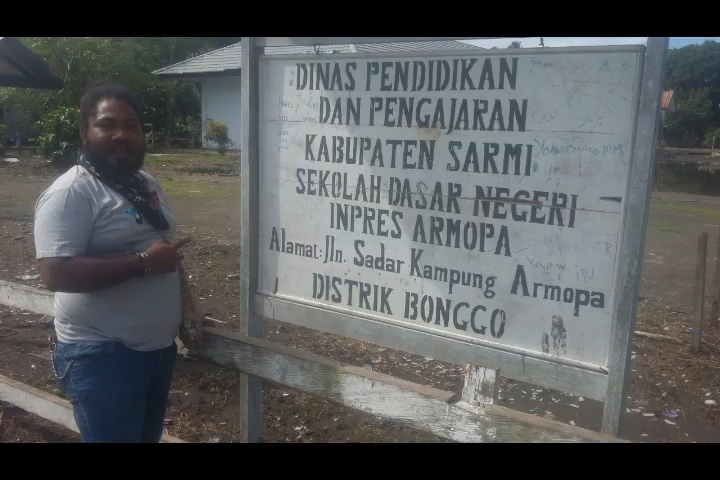 DINAS PENDIDIKAN
DAN PENGAJARAN
KABUPATEN SARMI
SEKOLAH DASAR NEGERI
INPRES ARMOPA
Alamat: Jln. Sadar Kampung Armopa
DISTRIK BONGGO